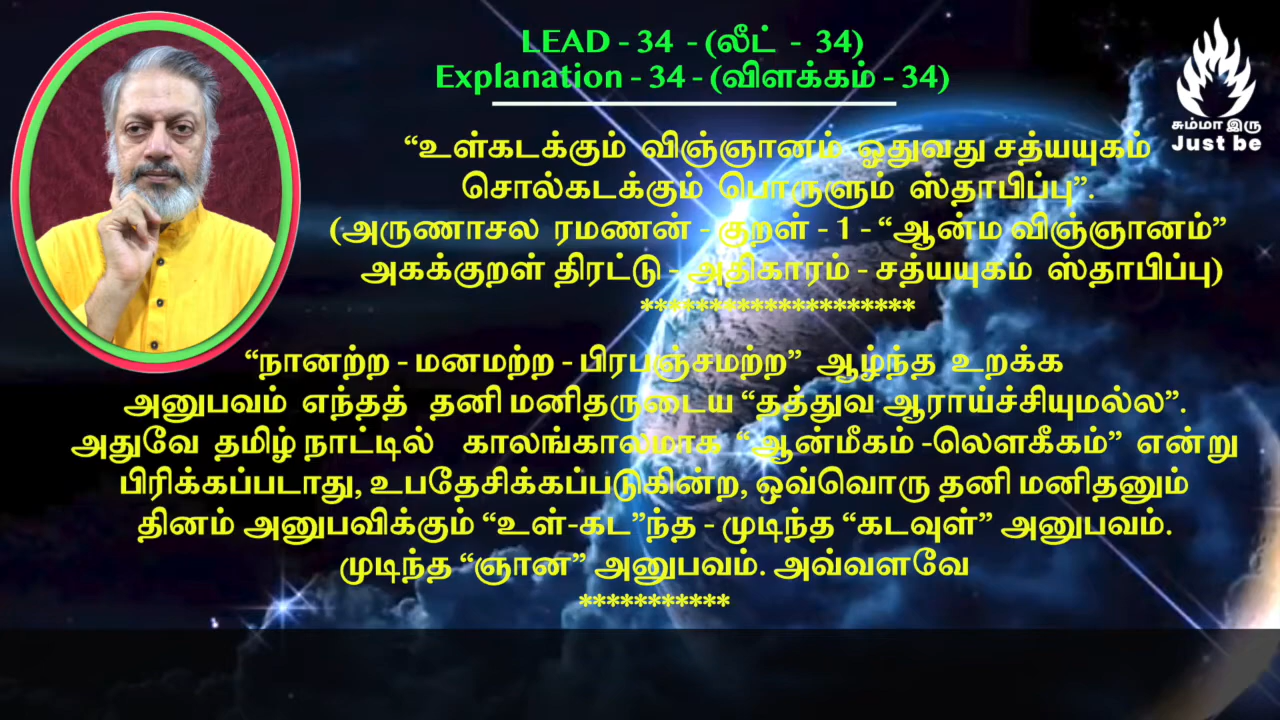 LEAD - 34 - (லீட் - 34)
Explanation - 34 - (விளக்கம் - 34)
சும்மா இரு
Just be
“உள்கடக்கும் விஞ்ஞானம் ஓதுவது சத்யயுகம்
சொல்கடக்கும் பொருளும் ஸ்தாபிப்பு”.
(அருணாசல ரமணன் - குறள் - 1 - “ஆன்ம விஞ்ஞானம்”
அகக்குறள் திரட்டு - அதிகாரம் - சத்யயுகம் ஸ்தாபிப்பு)
********************
“நானற்ற - மனமற்ற - பிரபஞ்சமற்ற” ஆழ்ந்த உறக்க
அனுபவம் எந்தத் தனி மனிதருடைய “தத்துவ ஆராய்ச்சியுமல்ல”.
அதுவே தமிழ் நாட்டில் காலங்காலமாக “ஆன்மீகம் -லௌகீகம்” என்று
பிரிக்கப்படாது, உபதேசிக்கப்படுகின்ற, ஒவ்வொரு தனி மனிதனும்
தினம் அனுபவிக்கும் “உள்-கட”ந்த - முடிந்த “கடவுள்” அனுபவம்.
முடிந்த “ஞான” அனுபவம். அவ்வளவே
***********